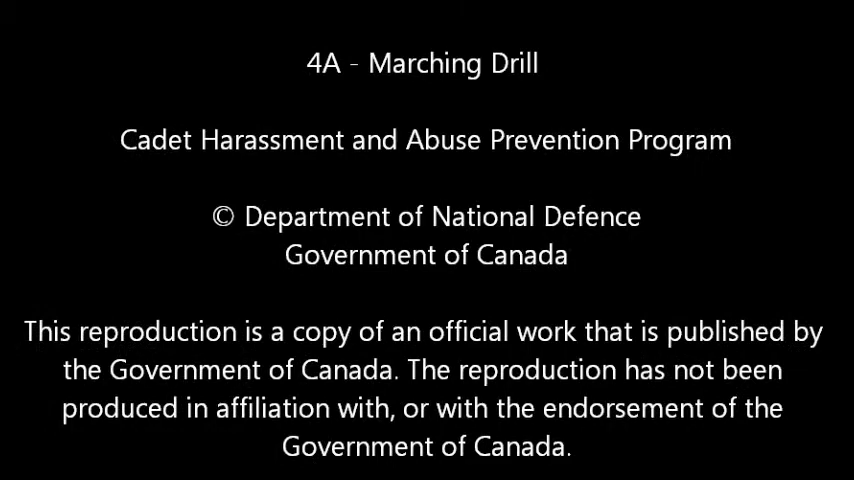 4A - Marching Drill
Cadet Harassment and Abuse Prevention Program
© Department of National Defence
Government of Canada
This reproduction is a copy of an official work that is published by
the Government of Canada. The reproduction has not been
produced in affiliation with, or with the endorsement of the
Government of Canada.